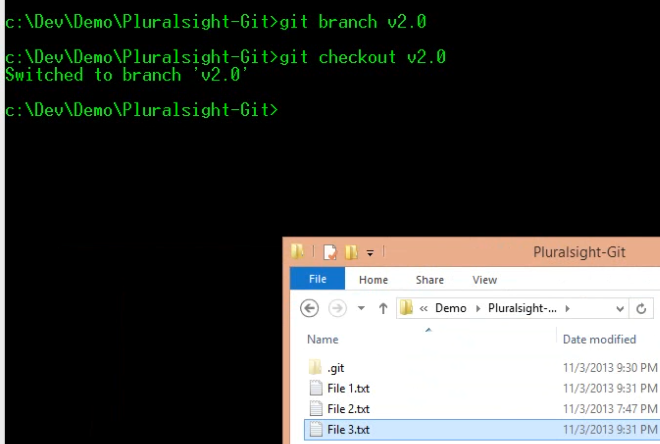 c:\Dev\Demo\Pluralsight-Git>git branch v2.0
c:\Dev\Demo\Pluralsight-Git>git checkout v2.0
Switched to branch 'v2.0'
c:\Dev\Demo\Pluralsight-Git>
Pluralsight-Git
File Home Share View
« Demo Pluralsight-...
Name Date modified
.git 11/3/2013 9:30 PM
File 1.txt 11/3/2013 9:31 PM
File 2.txt 11/3/2013 7:47 PM
File 3.txt 11/3/2013 9:31 PM